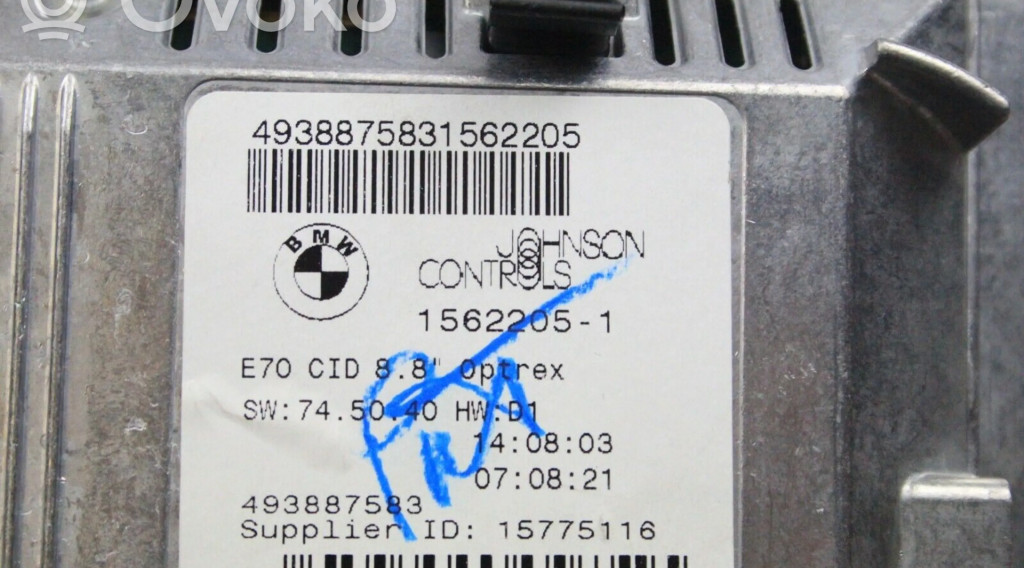 Ovoko
4938875831562205
BMW
JOHNSON
CONTROLS
1562205-1
E70 CID 8.8" Optrex
SW:74.50.40 HW:D1
14:08:03
07:08:21
493887583
Supplier ID: 15775116